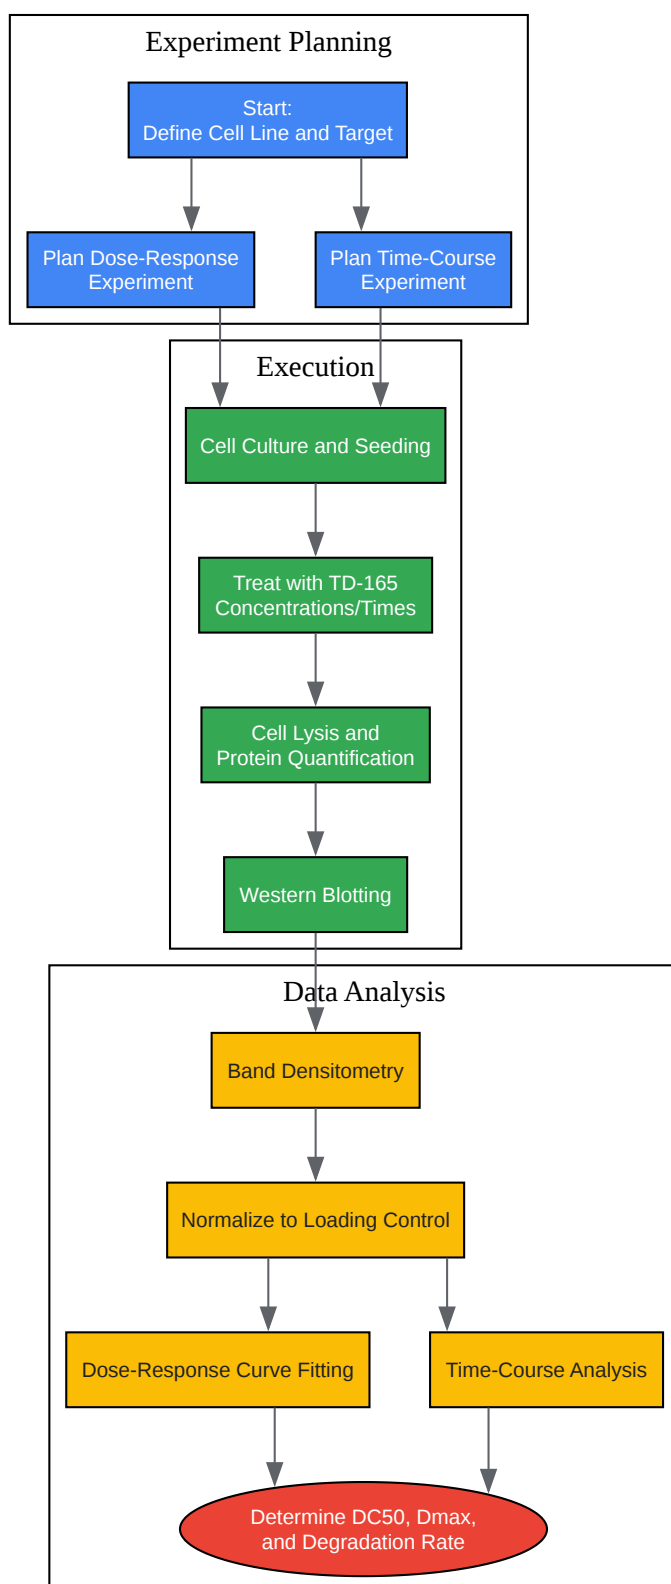 Experiment Planning
Start:
Define Cell Line and Target
Plan Dose-Response
Experiment
Plan Time-Course
Experiment
Execution
Cell Culture and Seeding
Treat with TD-165
Concentrations/Times
Cell Lysis and
Protein Quantification
Western Blotting
Data Analysis
Band Densitometry
Normalize to Loading Control
Dose-Response Curve Fitting
Time-Course Analysis
Determine DC50, Dmax,
and Degradation Rate